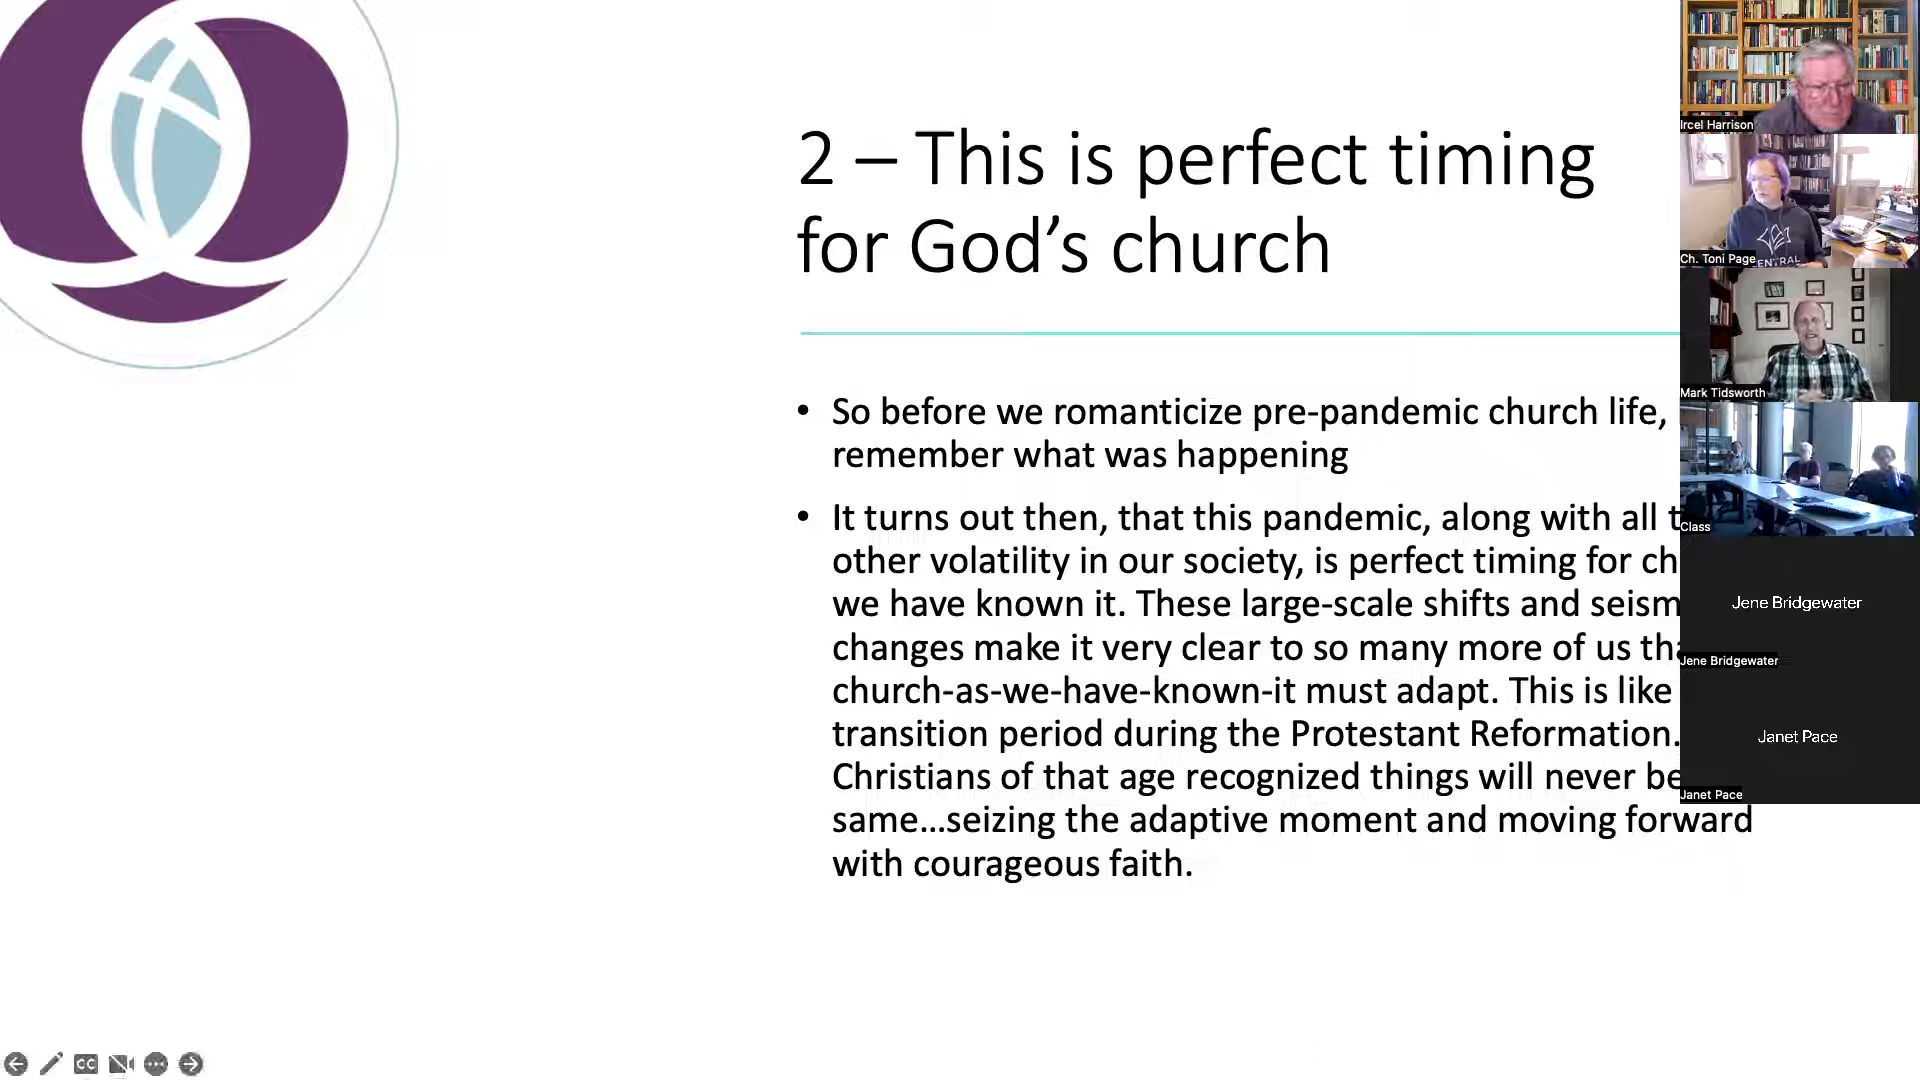 2 – This is perfect timing
for God’s church
• So before we romanticize pre-pandemic church life,
remember what was happening
• It turns out then, that this pandemic, along with all
other volatility in our society, is perfect timing for
we have known it. These large-scale shifts and
changes make it very clear to so many more of us
church-as-we-have-known-it must adapt. This is like
transition period during the Protestant Reformation.
Christians of that age recognized things will never be
same...seizing the adaptive moment and moving forward
with courageous faith.
Ircel Harrison
Ch. Toni Page
CENTRAL
Mark Tidsworth
Class
Jene Bridgewater
Jene Bridgewater
Janet Pace
Janet Pace
CC